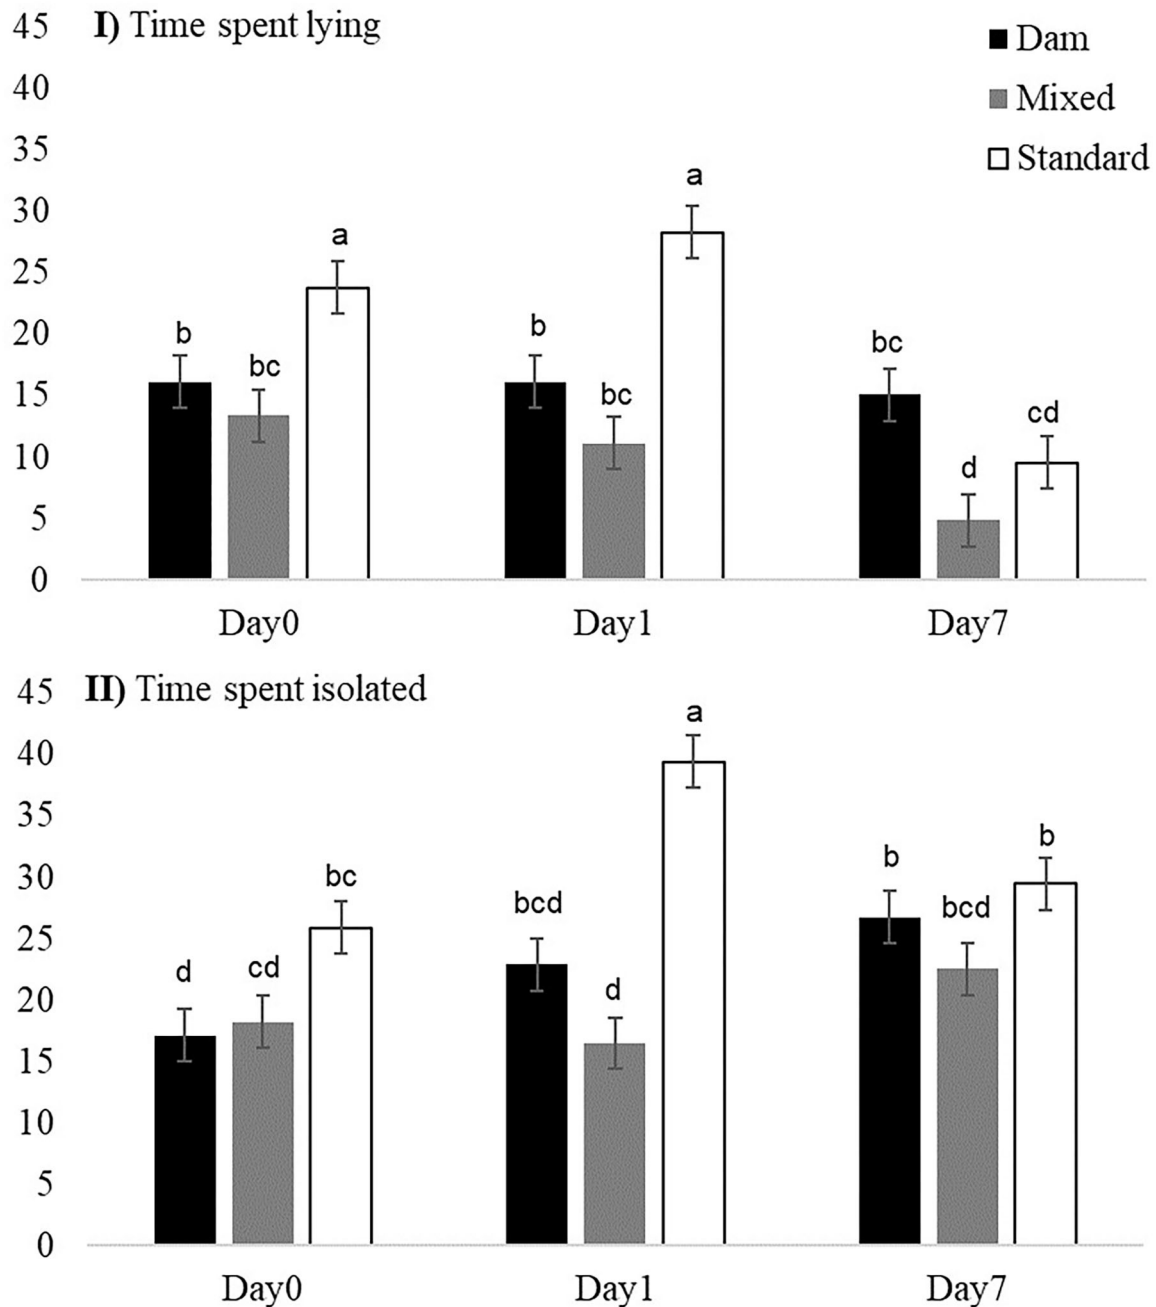 I) Time spent lying
Dam
Mixed
Standard
45
40
35
30
25
20
15
10
5
0
b
bc
a
b
bc
a
bc
d
cd
Day0
Day1
Day7
II) Time spent isolated
45
40
35
30
25
20
15
10
5
0
d
cd
bc
bcd
d
a
b
bcd
b
Day0
Day1
Day7